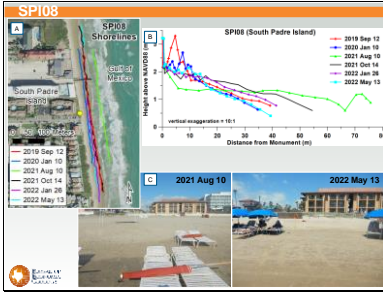 SPI08
A
SPI08
Shorelines
Gulf of
Mexico
South Padre
Island
2019 Sep 12
2020 Jan 10
2021 Aug 10
2021 Oct 14
2022 Jan 26
2022 May 13
B
SPI08 (South Padre Island)
Height above NAVD88 (m)
3
2
1
0
vertical exaggeration = 10:1
0 10 20 30 40 50 60 70
Distance from Monument (m)
2019 Sep 12
2020 Jan 10
2021 Aug 10
2021 Oct 14
2022 Jan 26
2022 May 13
C
2021 Aug 10
2022 May 13
Bureau of
Economic
Geology